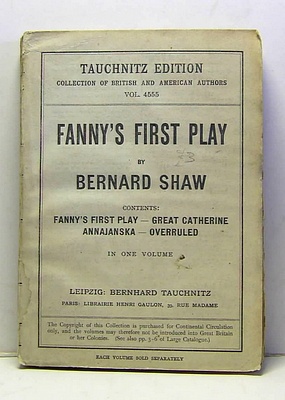 TAUCHNITZ EDITION
COLLECTION OF BRITISH AND AMERICAN AUTHORS
VOL. 4555
FANNY'S FIRST PLAY
BY
BERNARD SHAW
CONTENTS:
FANNY'S FIRST PLAY — GREAT CATHERINE
ANNAJANSKA — OVERRULED
IN ONE VOLUME
LEIPZIG: BERNHARD TAUCHNITZ
PARIS: LIBRAIRIE HENRI GAULON, 39, RUE MADAME
The Copyright of this Collection is purchased for Continental Circulation
only, and the volumes may therefore not be introduced into Great Britain
or her Colonies. (See also pp. 3-6 of Large Catalogue.)
EACH VOLUME SOLD SEPARATELY